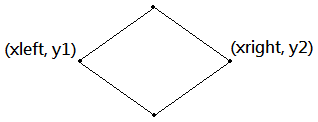 (xleft, y1)
(xright, y2)